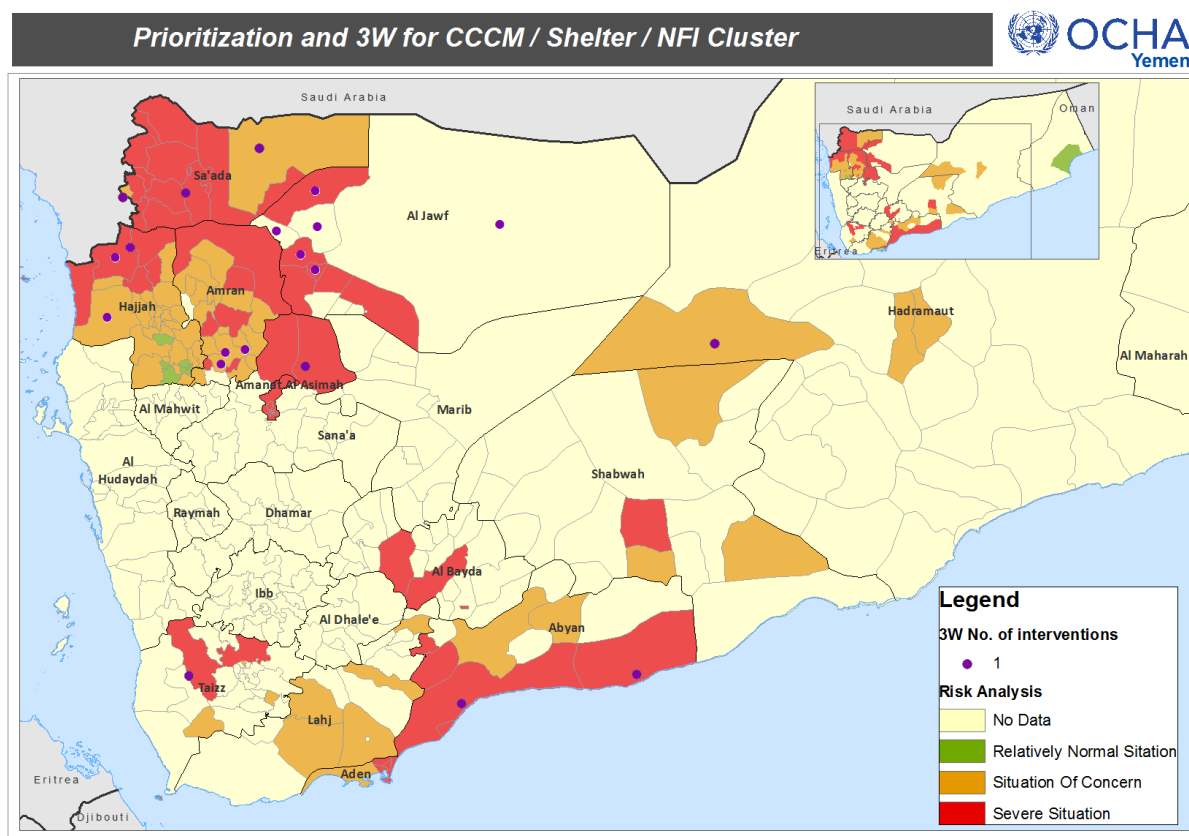 Prioritization and 3W for CCCM / Shelter / NFI Cluster
OCHA
Yemen
Saudi Arabia
Saudi Arabia
Oman
Eritrea
Sa'ada
Al Jawf
Amran
Hajjah
Hadramaut
Al Maharah
Amanat Al Asimah
Al Mahwit
Marib
Sana'a
Al
Hudaydah
Shabwah
Raymah
Dhamar
Al Bayda
Ibb
Al Dhale'e
Abyan
Taizz
Lahj
Aden
Eritrea
Djibouti
Legend
3W No. of interventions
1
Risk Analysis
No Data
Relatively Normal Sitation
Situation Of Concern
Severe Situation